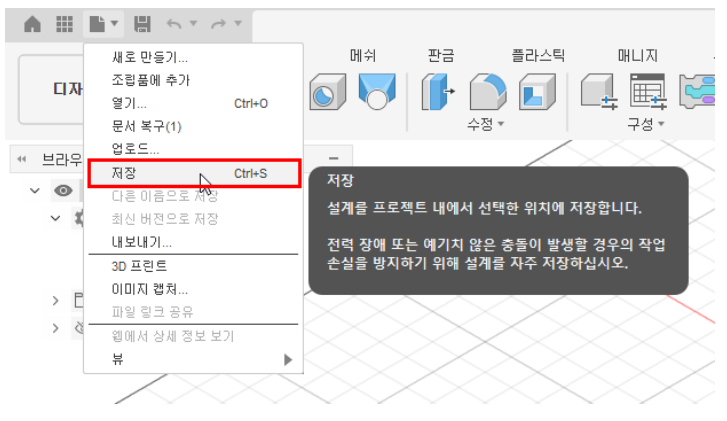 새로 만들기...
조립품에 추가
열기... Ctrl+O
문서 복구(1)
업로드...
저장 Ctrl+S
다른 이름으로 저장
최신 버전으로 저장
내보내기...
3D 프린트
이미지 캡처...
파일 링크 공유
웹에서 상세 정보 보기
뷰
메쉬 판금 플라스틱 매니지
디자
수정 구성
브라우
저장
설계를 프로젝트 내에서 선택한 위치에 저장합니다.
전력 장애 또는 예기치 않은 충돌이 발생할 경우의 작업
손실을 방지하기 위해 설계를 자주 저장하십시오.